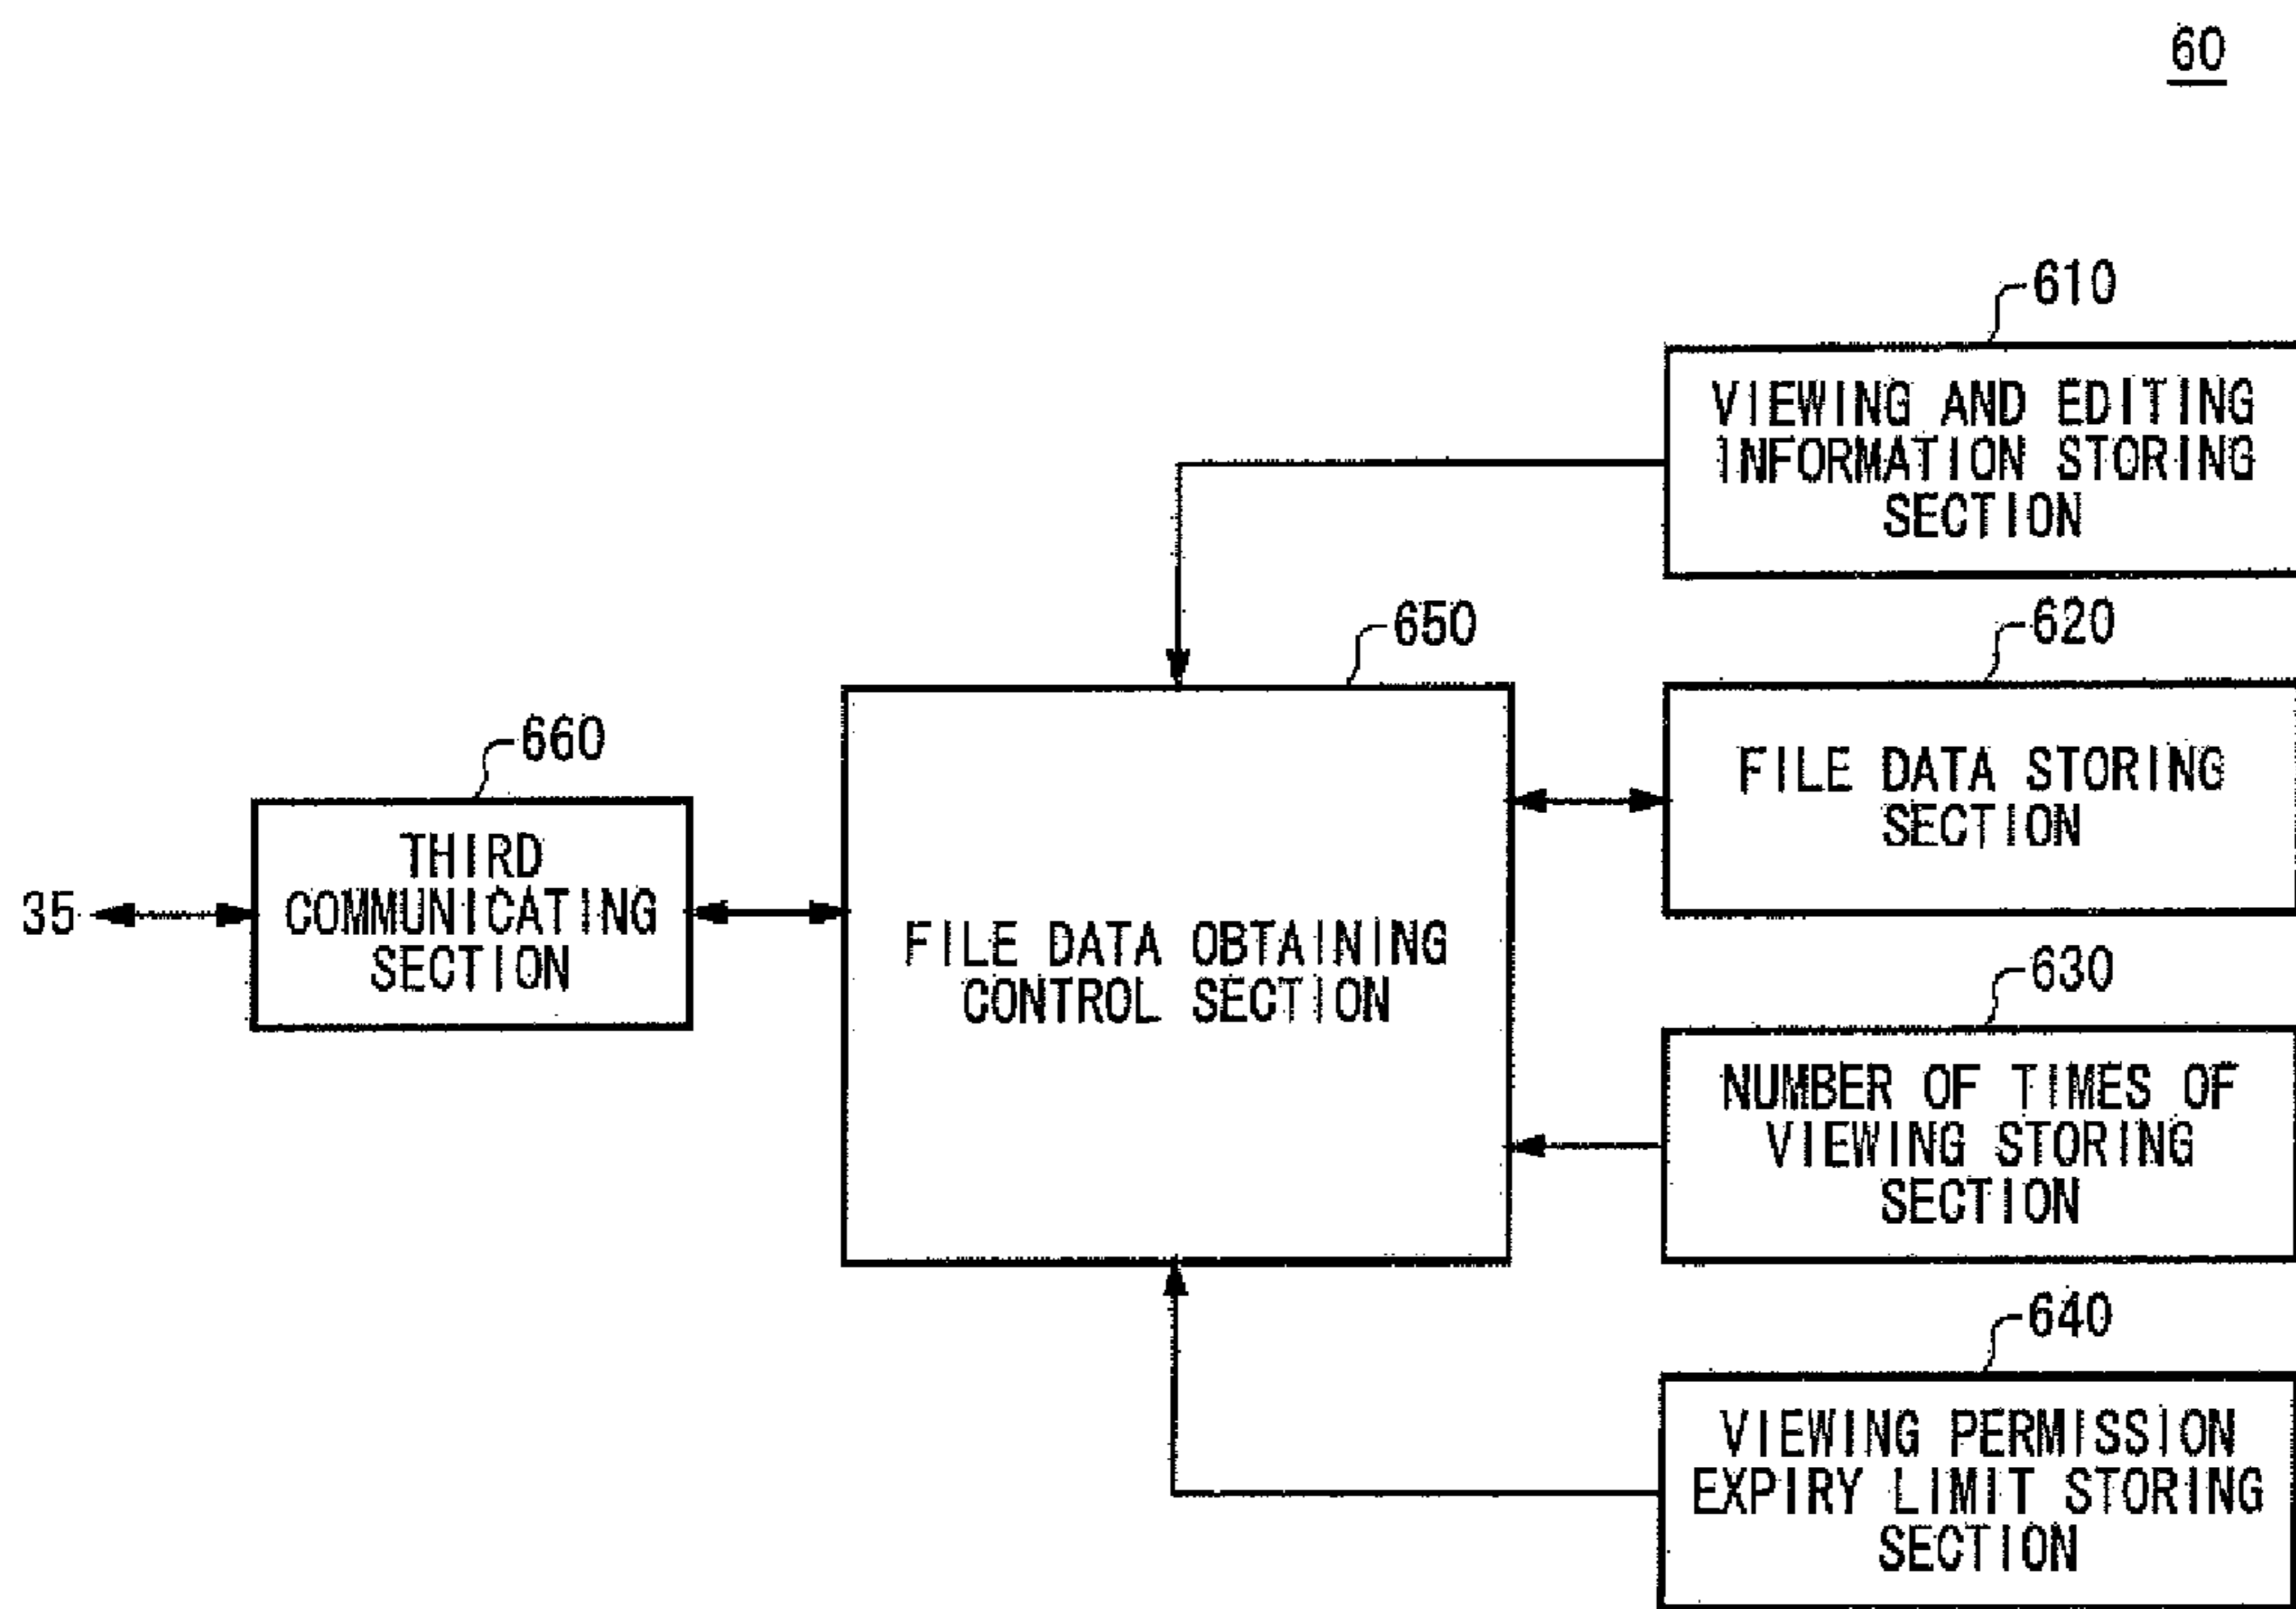 60
610
VIEWING AND EDITING
INFORMATION STORING
SECTION
650
620
FILE DATA STORING
SECTION
660
THIRD
COMMUNICATING
SECTION
35
FILE DATA OBTAINING
CONTROL SECTION
630
NUMBER OF TIMES OF
VIEWING STORING
SECTION
640
VIEWING PERMISSION
EXPIRY LIMIT STORING
SECTION